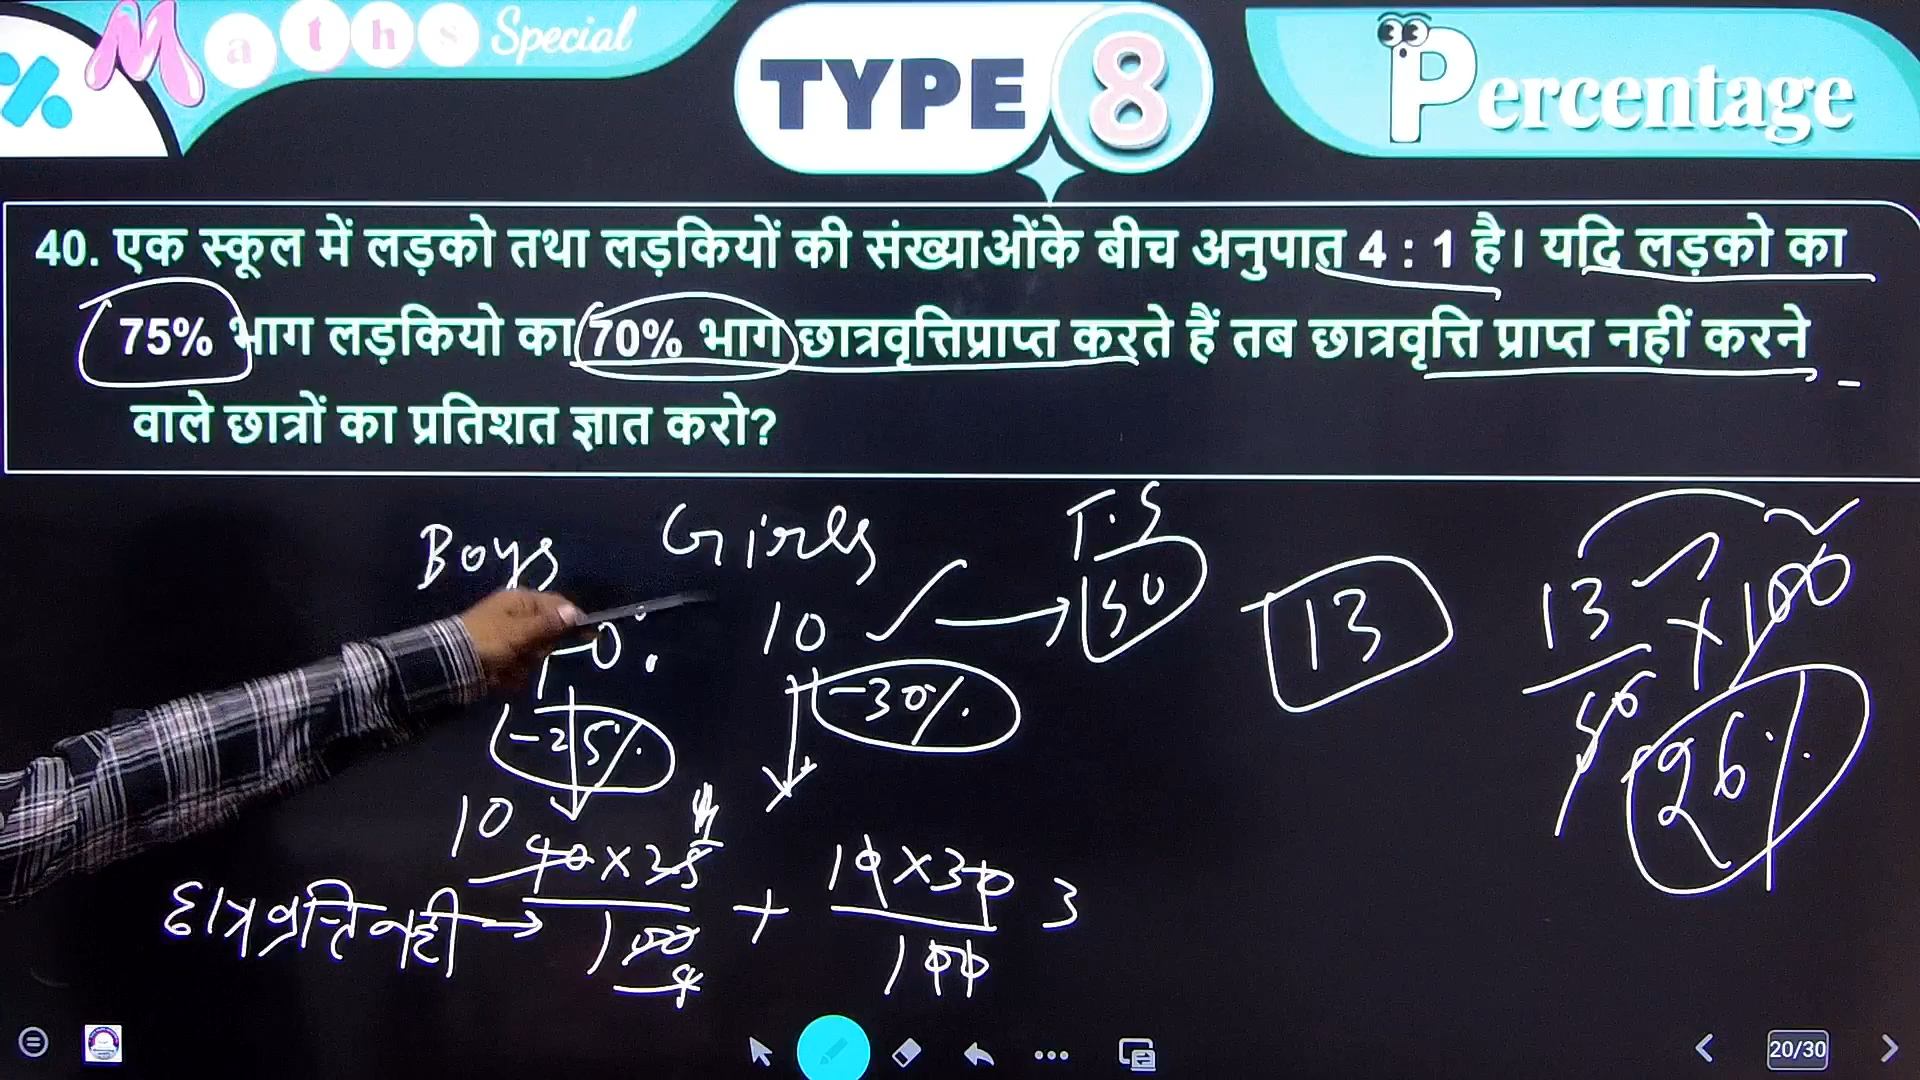 Maths Special
TYPE 8
Percentage
40. एक स्कूल में लड़को तथा लड़कियों की संख्याओंके बीच अनुपात 4 : 1 है। यदि लड़को का
75% भाग लड़कियो का 70% भाग छात्रवृत्तिप्राप्त करते हैं तब छात्रवृत्ति प्राप्त नहीं करने
वाले छात्रों का प्रतिशत ज्ञात करो?
Boys Girls T.S
10 → 50 13
-25% -30%
13/50 × 100
26%
10 3
छात्रवृत्ति नही → 40×25/100 + 10×30/100
20/30